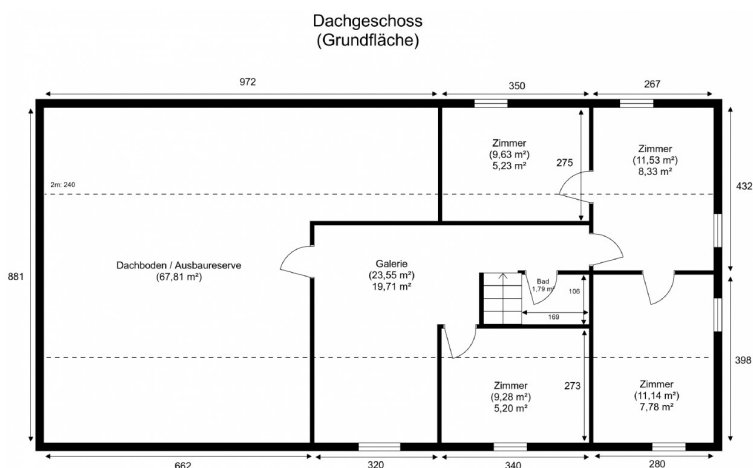 Dachgeschoss
(Grundfläche)
972
350
267
Zimmer
(9,63 m²)
5,23 m²
275
Zimmer
(11,53 m²)
8,33 m²
432
2m: 240
881
Dachboden / Ausbaureserve
(67,81 m²)
Galerie
(23,55 m²)
19,71 m²
Bad
1,79 m²
106
169
398
Zimmer
(9,28 m²)
5,20 m²
273
Zimmer
(11,14 m²)
7,78 m²
662
320
340
280